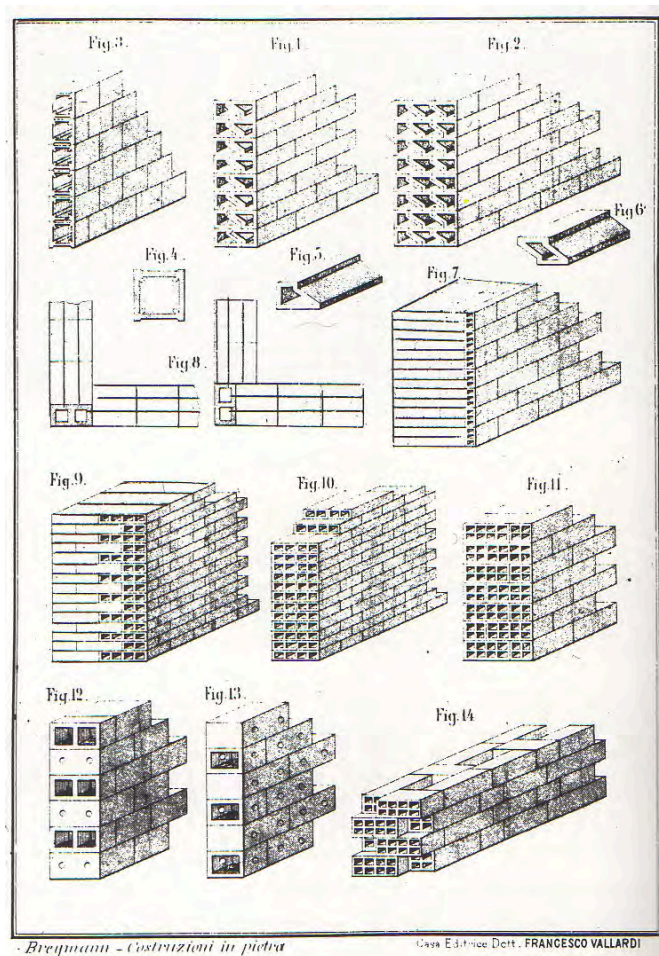 Fig.3.
Fig.1.
Fig.2.
Fig.4.
Fig.5.
Fig.6.
Fig.7.
Fig.8.
Fig.9.
Fig.10.
Fig.11.
Fig.12.
Fig.13.
Fig.14
Breymann - Costruzioni in pietra
Casa Editrice Dott. FRANCESCO VALLARDI